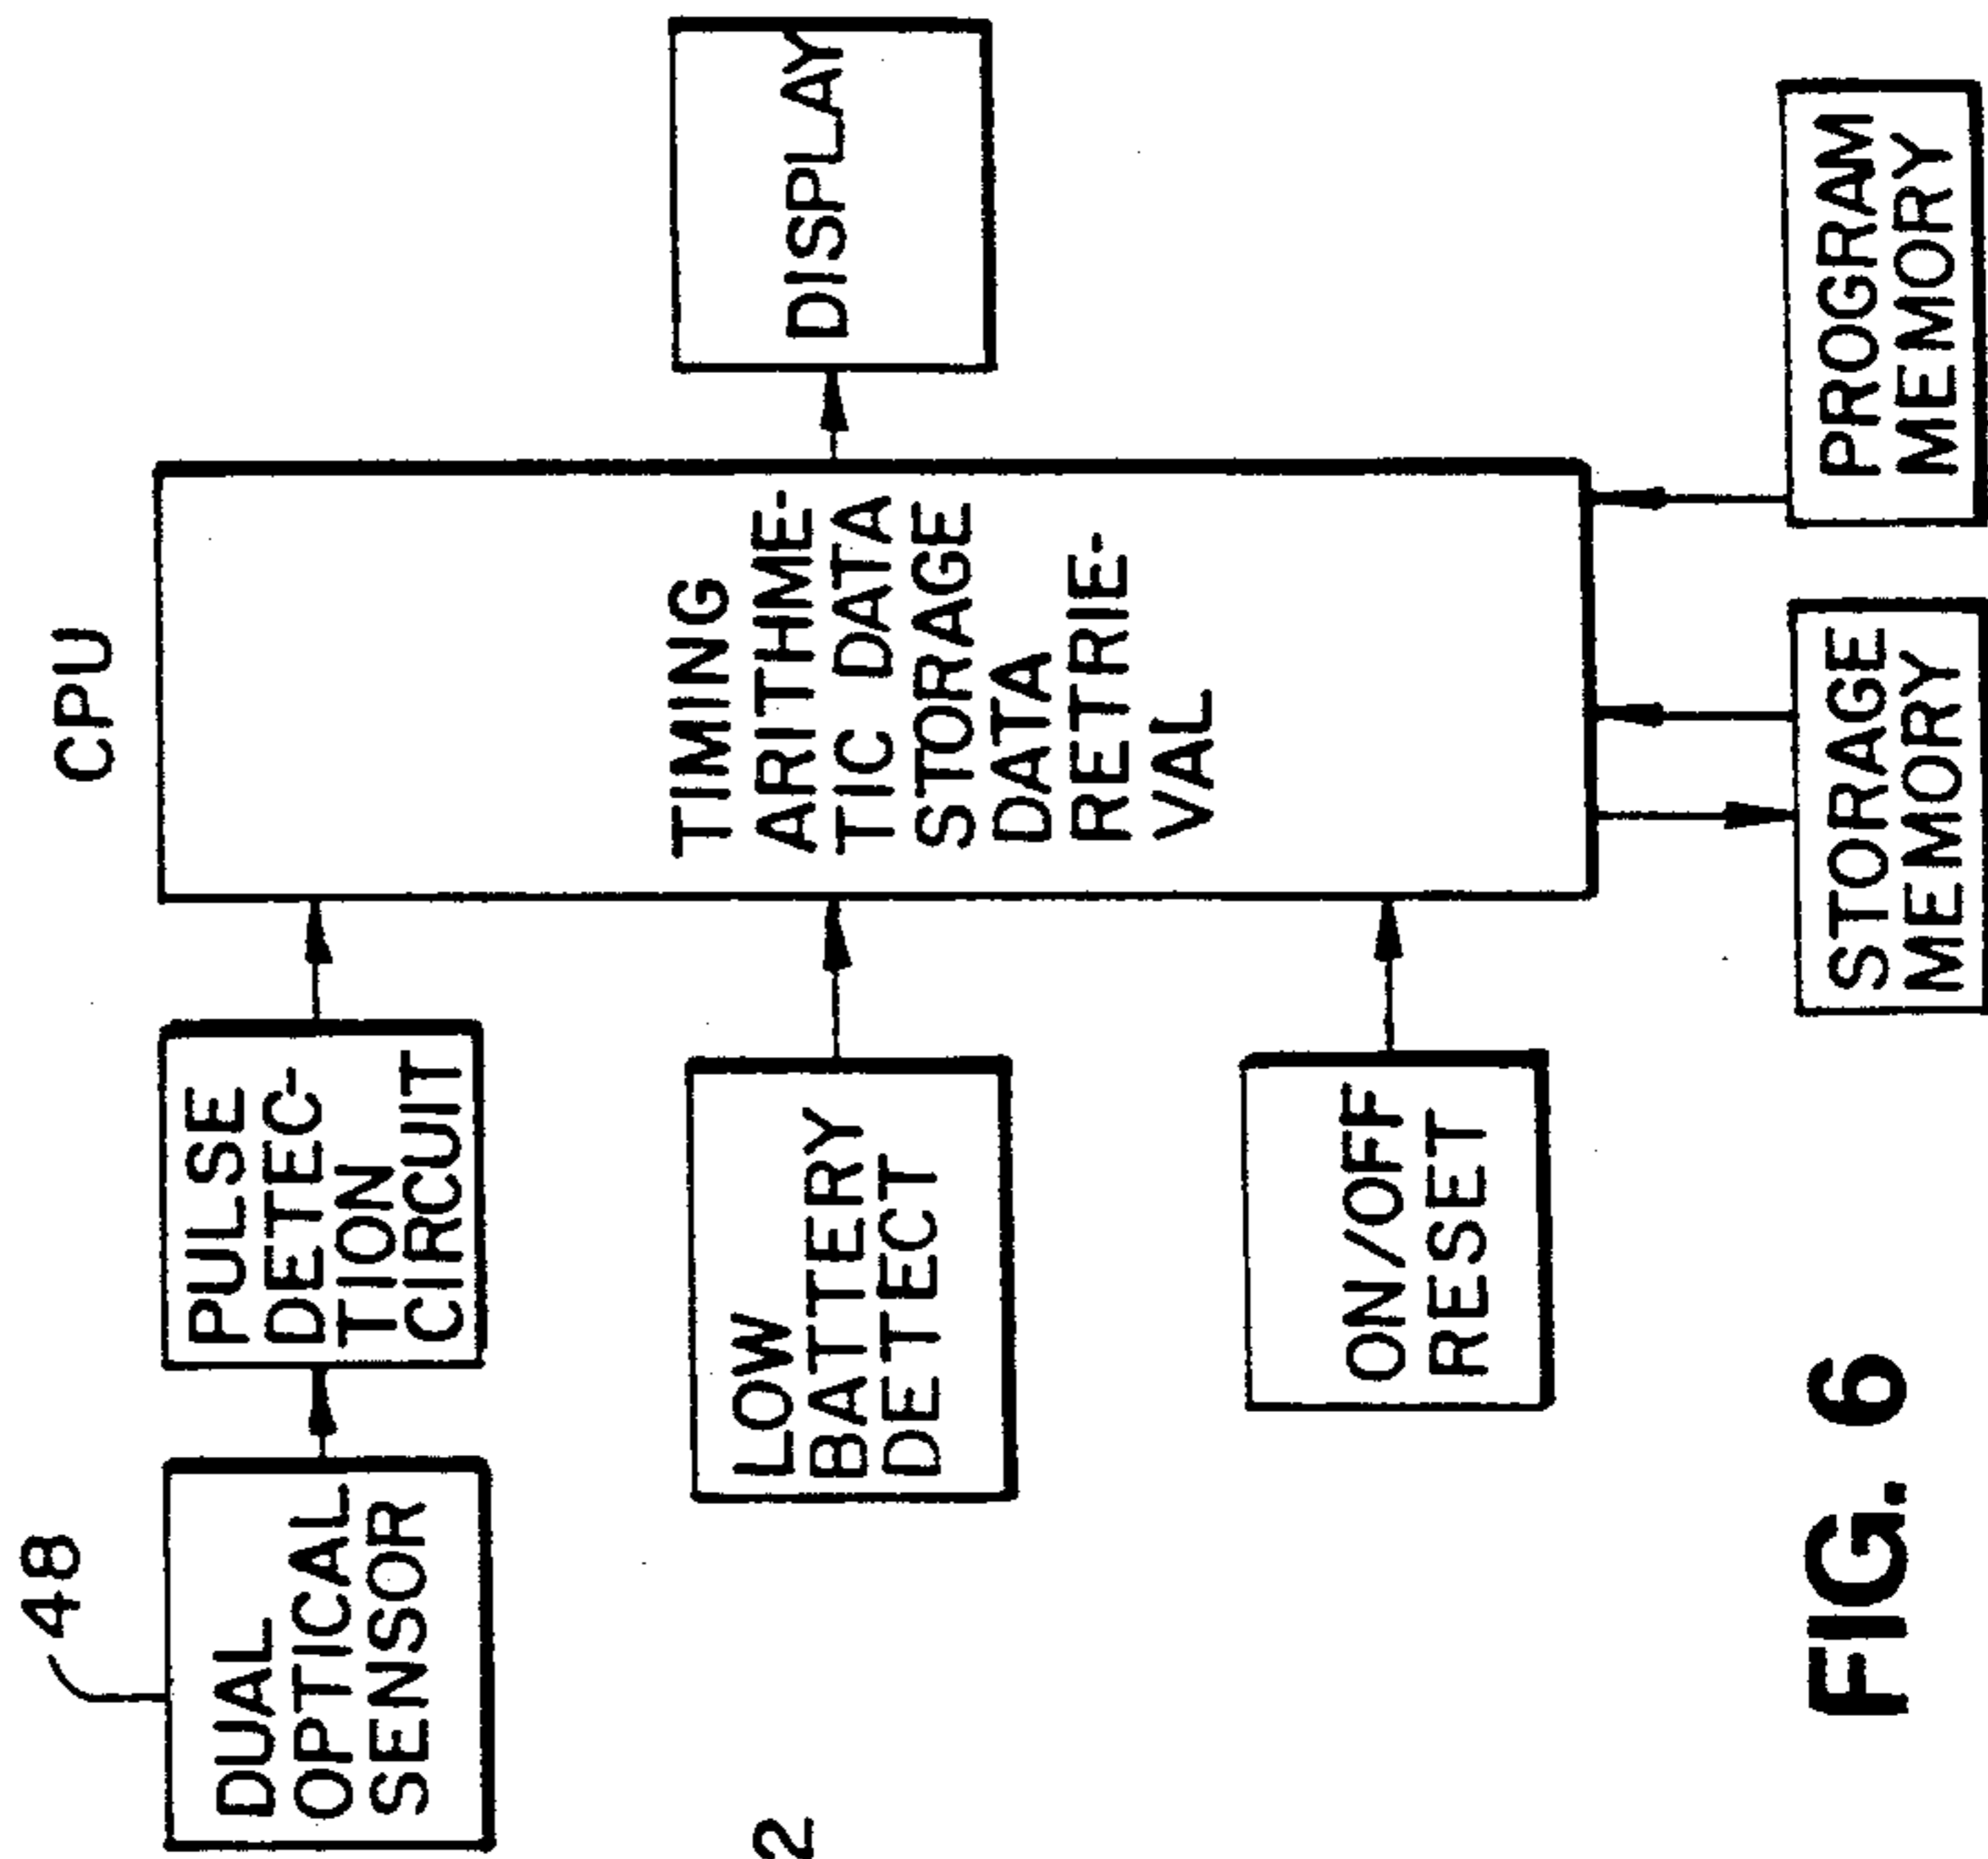 CPU
48
DUAL
OPTICAL
SENSOR
PULSE
DETEC-
TION
CIRCUIT
TIMING
ARITHME-
TIC DATA
STORAGE
DATA
RETRIE-
VAL
DISPLAY
LOW
BATTERY
DETECT
ON/OFF
RESET
STORAGE
MEMORY
PROGRAM
MEMORY
2
FIG. 6